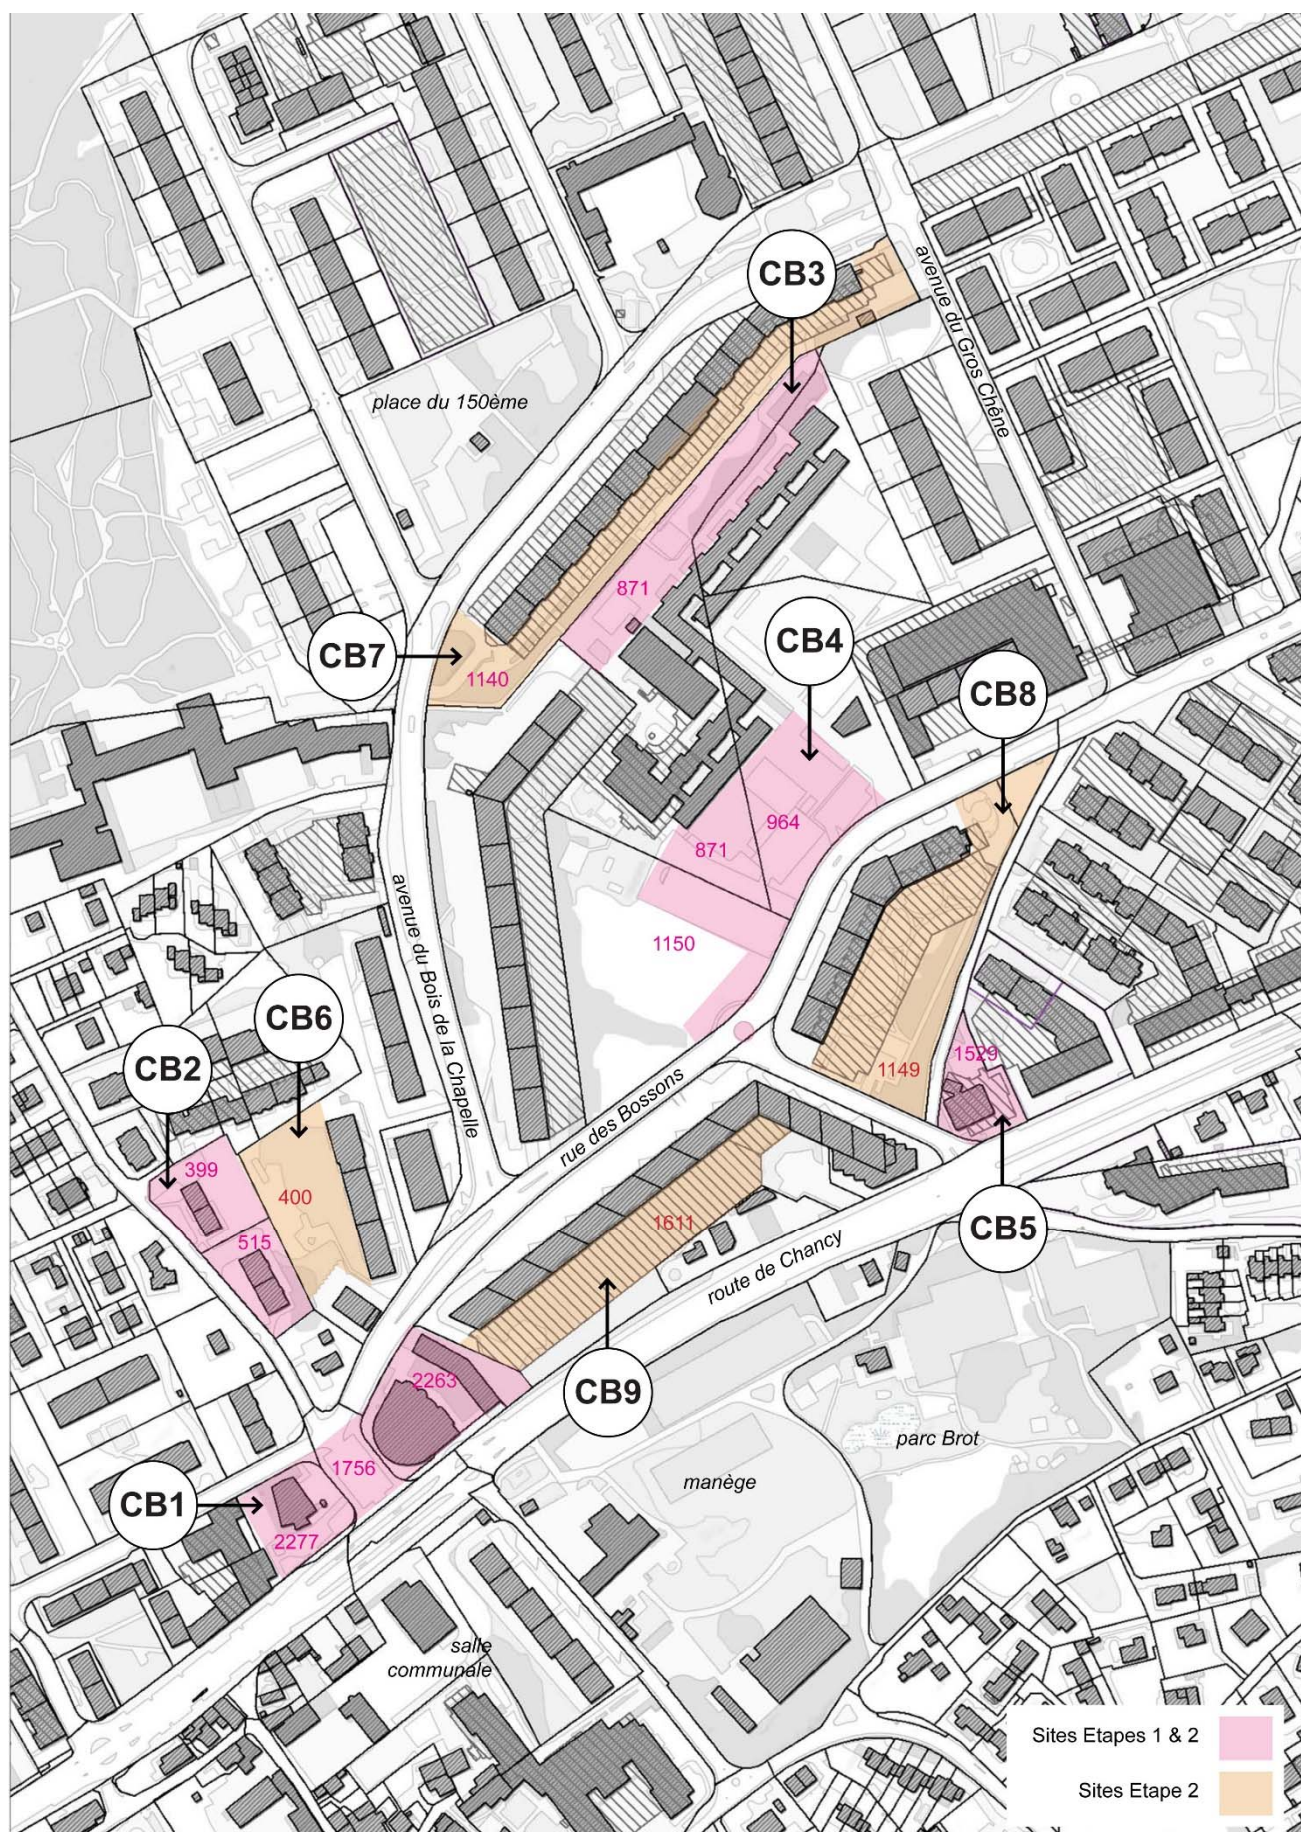 CB3
avenue du Gros Chêne
place du 150ème
871
CB4
CB7
1140
CB8
964
871
avenue du Bois de la Chapelle
1150
CB6
CB2
1529
1149
rue des Bossons
399
400
1611
CB5
515
route de Chancy
2263
CB9
parc Brot
1756
manège
CB1
2277
salle
communale
Sites Etapes 1 & 2
Sites Etape 2